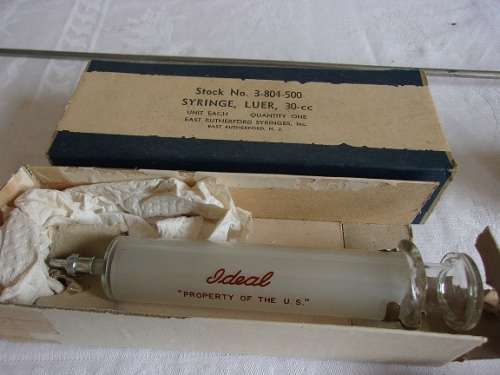 Stock No. 3-804-500
SYRINGE, LUER, 30-cc
UNIT EACH QUANTITY ONE
EAST RUTHERFORD SYRINGES, INC.
EAST RUTHERFORD, N. J.
Ideal
"PROPERTY OF THE U.S."